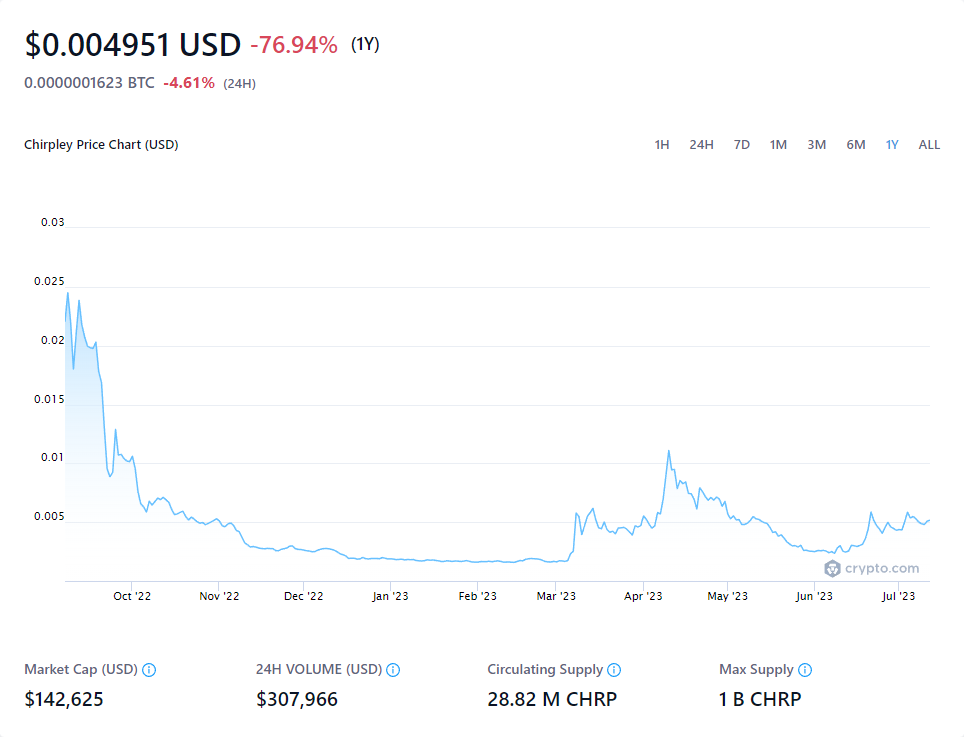 $0.004951 USD -76.94% (1Y)
0.0000001623 BTC -4.61% (24H)
Chirpley Price Chart (USD) 1H 24H 7D 1M 3M 6M 1Y ALL
0.03
0.025
0.02
0.015
0.01
0.005
crypto.com
Oct '22 Nov '22 Dec '22 Jan '23 Feb '23 Mar '23 Apr '23 May '23 Jun '23 Jul '23
Market Cap (USD) 24H VOLUME (USD) Circulating Supply Max Supply
$142,625 $307,966 28.82 M CHRP 1 B CHRP